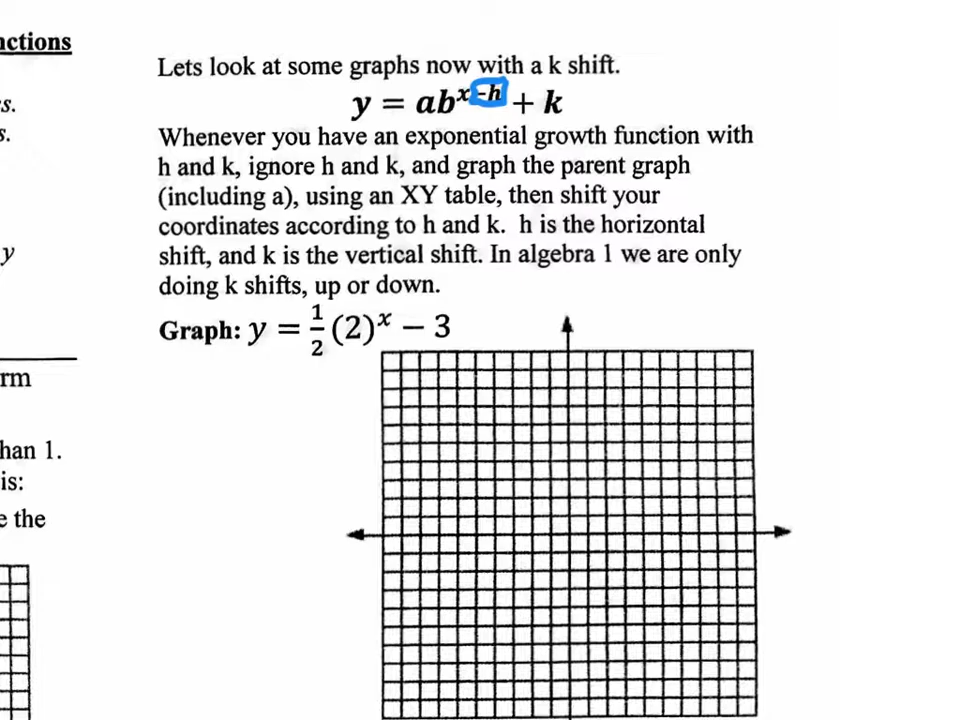 nctions
Lets look at some graphs now with a k shift.
y = ab^{x-h} + k
Whenever you have an exponential growth function with
h and k, ignore h and k, and graph the parent graph
(including a), using an XY table, then shift your
coordinates according to h and k. h is the horizontal
shift, and k is the vertical shift. In algebra 1 we are only
doing k shifts, up or down.
Graph: y = \frac{1}{2}(2)^x − 3
s.
s.
y
rm
han 1.
is:
e the